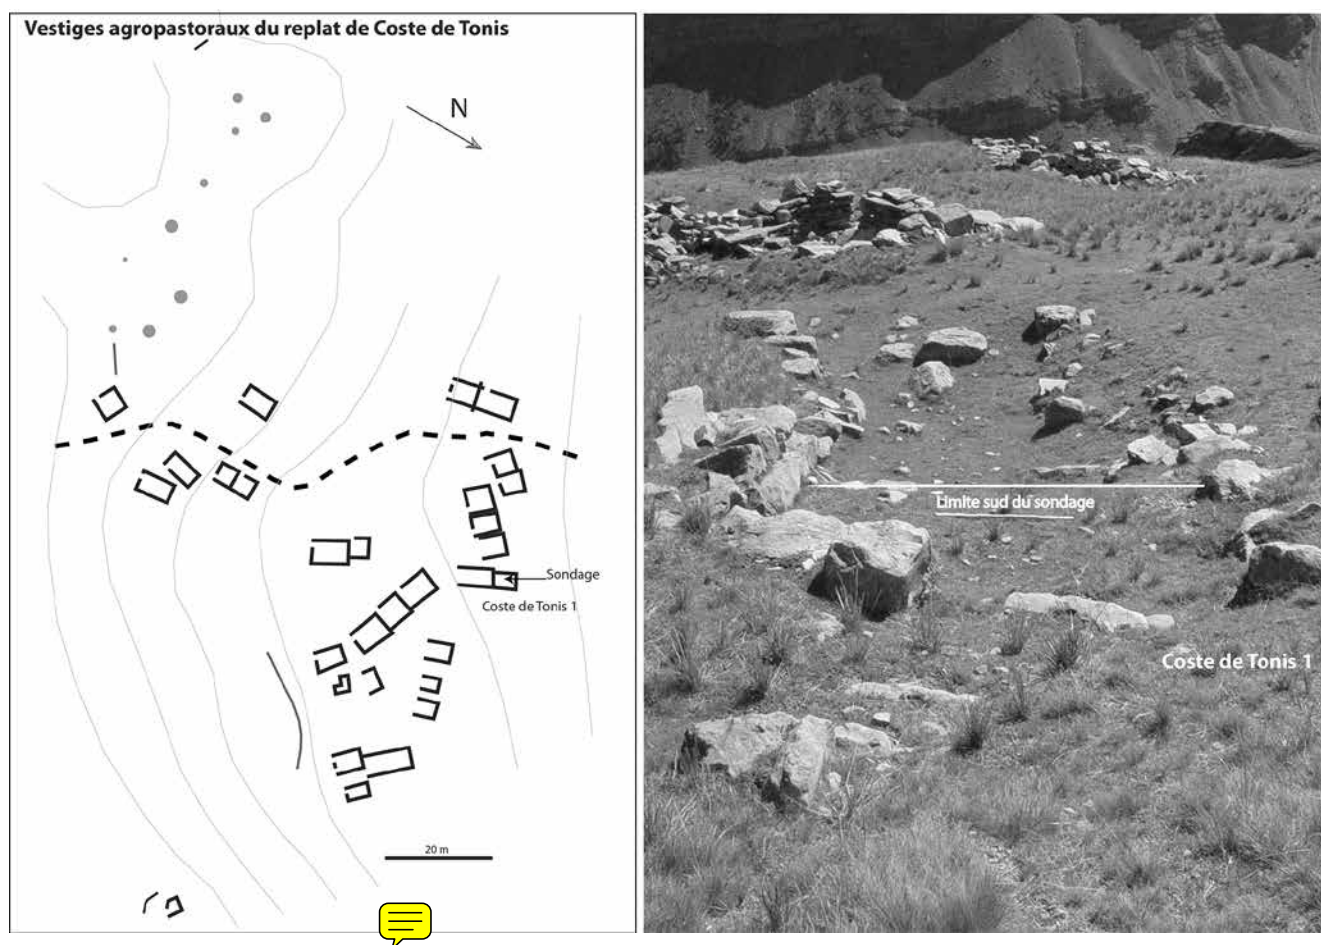 Vestiges agropastoraux du replat de Coste de Tonis
N
Sondage
Coste de Tonis 1
20 m
Limite sud du sondage
Coste de Tonis 1